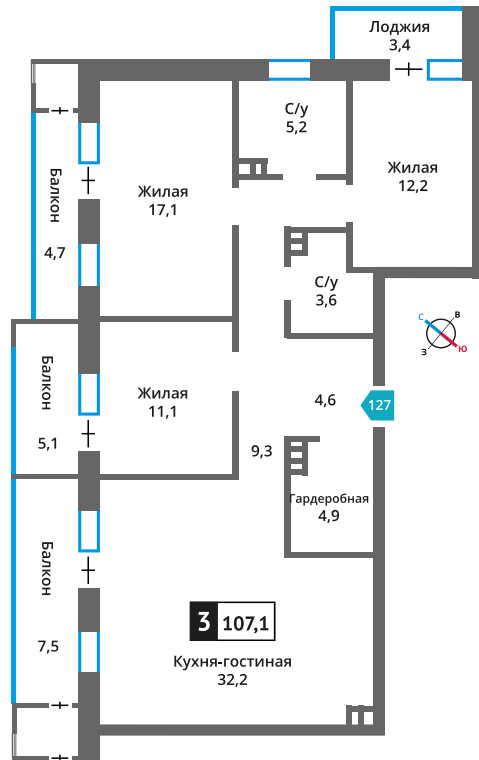 Лоджия
3,4
С/у
5,2
Жилая
12,2
Жилая
17,1
Балкон
4,7
С/у
3,6
С
В
З
Ю
Балкон
5,1
Жилая
11,1
4,6
127
9,3
Гардеробная
4,9
Балкон
7,5
3 107,1
Кухня-гостиная
32,2